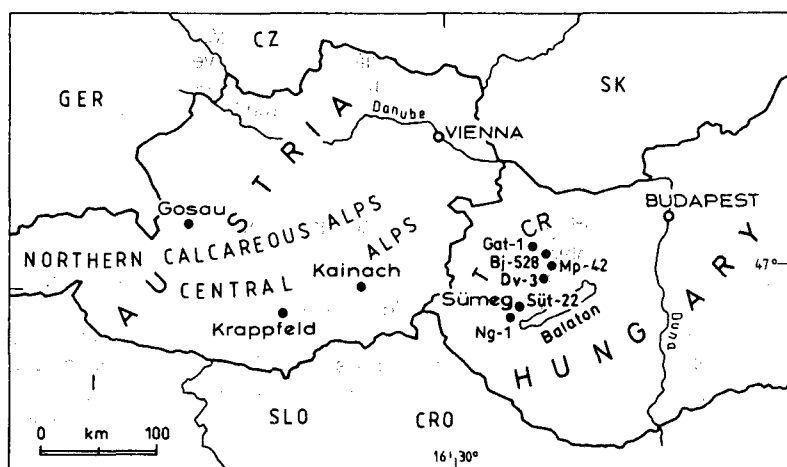 CZ
SK
GER
Danube
VIENNA
AUSTRIA
BUDAPEST
Gosau
NORTHERN CALCAREOUS ALPS
CENTRAL ALPS
Kainach
Krappfeld
T CR
Gat-1
Bj-528
Mp-42
Dv-3
Sümeg
Süt-22
Ng-1
Balaton
HUNGARY
Duna
47°
I
SLO
CRO
0 km 100
16°30"